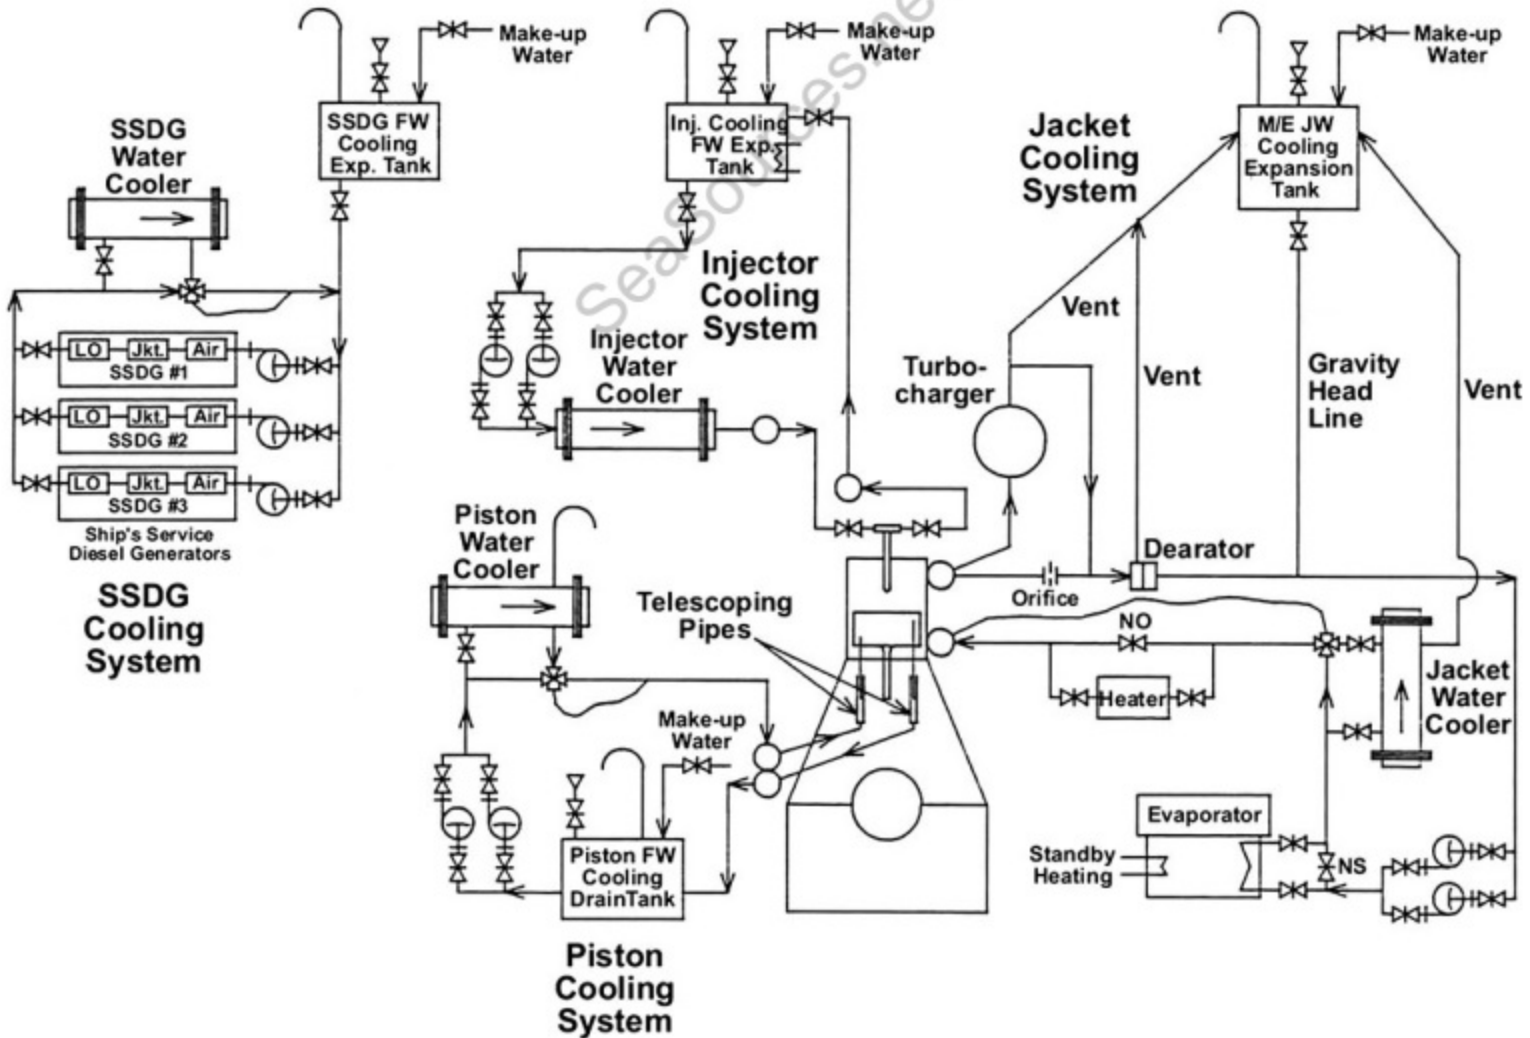 Make-up
Water
SSDG FW
Cooling
Exp. Tank
SSDG
Water
Cooler
LO
Jkt.
Air
SSDG #1
LO
Jkt.
Air
SSDG #2
LO
Jkt.
Air
SSDG #3
Ship's Service
Diesel Generators
SSDG
Cooling
System
Make-up
Water
Inj. Cooling
FW Exp.
Tank
Injector
Cooling
System
Injector
Water
Cooler
Make-up
Water
M/E JW
Cooling
Expansion
Tank
Jacket
Cooling
System
Vent
Vent
Gravity
Head
Line
Vent
Turbo-
charger
Dearator
Orifice
NO
Heater
Jacket
Water
Cooler
Evaporator
Standby
Heating
NS
Piston
Water
Cooler
Telescoping
Pipes
Make-up
Water
Piston FW
Cooling
DrainTank
Piston
Cooling
System